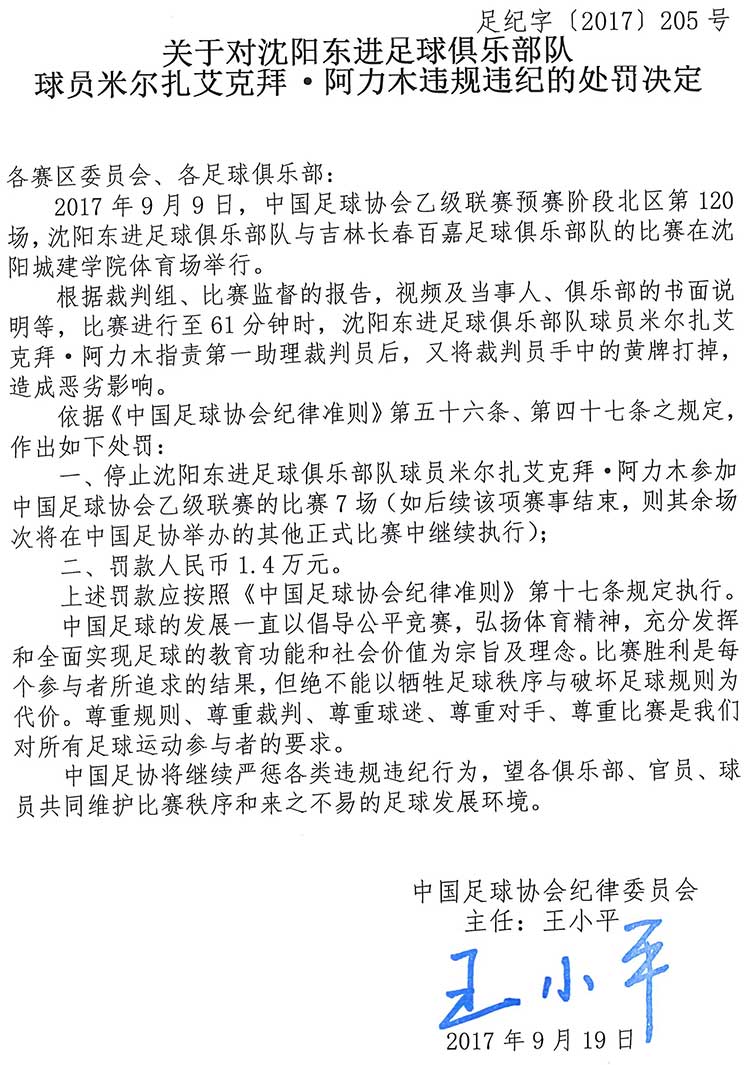 足纪字〔2017〕205 号
关于对沈阳东进足球俱乐部队
球员米尔扎艾克拜·阿力木违规违纪的处罚决定
各赛区委员会、各足球俱乐部：
2017 年 9 月 9 日，中国足球协会乙级联赛预赛阶段北区第 120
场，沈阳东进足球俱乐部队与吉林长春百嘉足球俱乐部队的比赛在沈
阳城建学院体育场举行。
根据裁判组、比赛监督的报告，视频及当事人、俱乐部的书面说
明等，比赛进行至 61 分钟时，沈阳东进足球俱乐部队球员米尔扎艾
克拜·阿力木指责第一助理裁判员后，又将裁判员手中的黄牌打掉，
造成恶劣影响。
依据《中国足球协会纪律准则》第五十六条、第四十七条之规定，
作出如下处罚：
一、停止沈阳东进足球俱乐部队球员米尔扎艾克拜·阿力木参加
中国足球协会乙级联赛的比赛 7 场（如后续该项赛事结束，则其余场
次将在中国足协举办的其他正式比赛中继续执行）；
二、罚款人民币 1.4 万元。
上述罚款应按照《中国足球协会纪律准则》第十七条规定执行。
中国足球的发展一直以倡导公平竞赛，弘扬体育精神，充分发挥
和全面实现足球的教育功能和社会价值为宗旨及理念。比赛胜利是每
个参与者所追求的结果，但绝不能以牺牲足球秩序与破坏足球规则为
代价。尊重规则、尊重裁判、尊重球迷、尊重对手、尊重比赛是我们
对所有足球运动参与者的要求。
中国足协将继续严惩各类违规违纪行为，望各俱乐部、官员、球
员共同维护比赛秩序和来之不易的足球发展环境。
中国足球协会纪律委员会
主任：王小平
王小平
2017 年 9 月 19 日